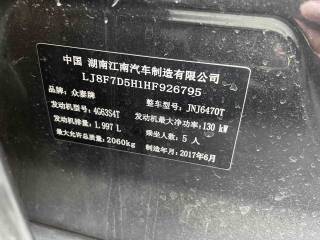 中国 湖南江南汽车制造有限公司
LJ8F7D5H1HF926795
品牌：众泰牌 整车型号：JNJ6470T
发动机型号：4G63S4T 发动机最大净功率：130 kW
发动机排量：1.997 L 乘坐人数：5 人
最大允许总质量：2060kg 制造年月：2017年6月